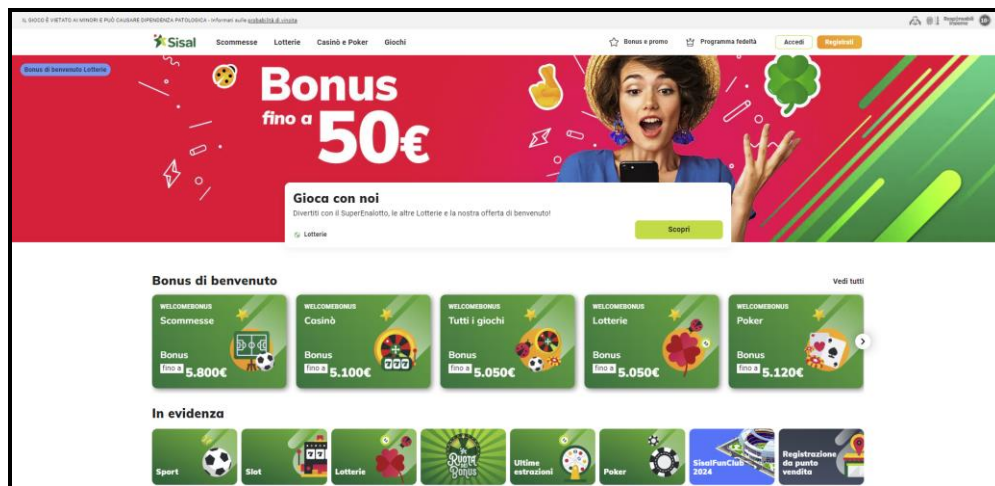 IL GIOCO È VIETATO AI MINORI E PUÒ CAUSARE DIPENDENZA PATOLOGICA - Informati sulle probabilità di vincita
18+
Sisal
Scommesse Lotterie Casinò e Poker Giochi
Bonus e promo Programma fedeltà Accedi Registrati
Bonus di benvenuto Lotterie
Bonus
fino a
50€
Gioca con noi
Divertiti con il SuperEnalotto, le altre Lotterie e la nostra offerta di benvenuto!
Lotterie
Scopri
Bonus di benvenuto
Vedi tutti
WELCOMEBONUS
Scommesse
Bonus
fino a 5.800€
WELCOMEBONUS
Casinò
Bonus
fino a 5.100€
777
WELCOMEBONUS
Tutti i giochi
Bonus
fino a 5.050€
WELCOMEBONUS
Lotterie
Bonus
fino a 5.050€
WELCOMEBONUS
Poker
Bonus
fino a 5.120€
In evidenza
Sport
Slot
Lotterie
Ruota
Bonus
Ultime
estrazioni
Poker
SisalFunClub
2024
Registrazione
da punto
vendita